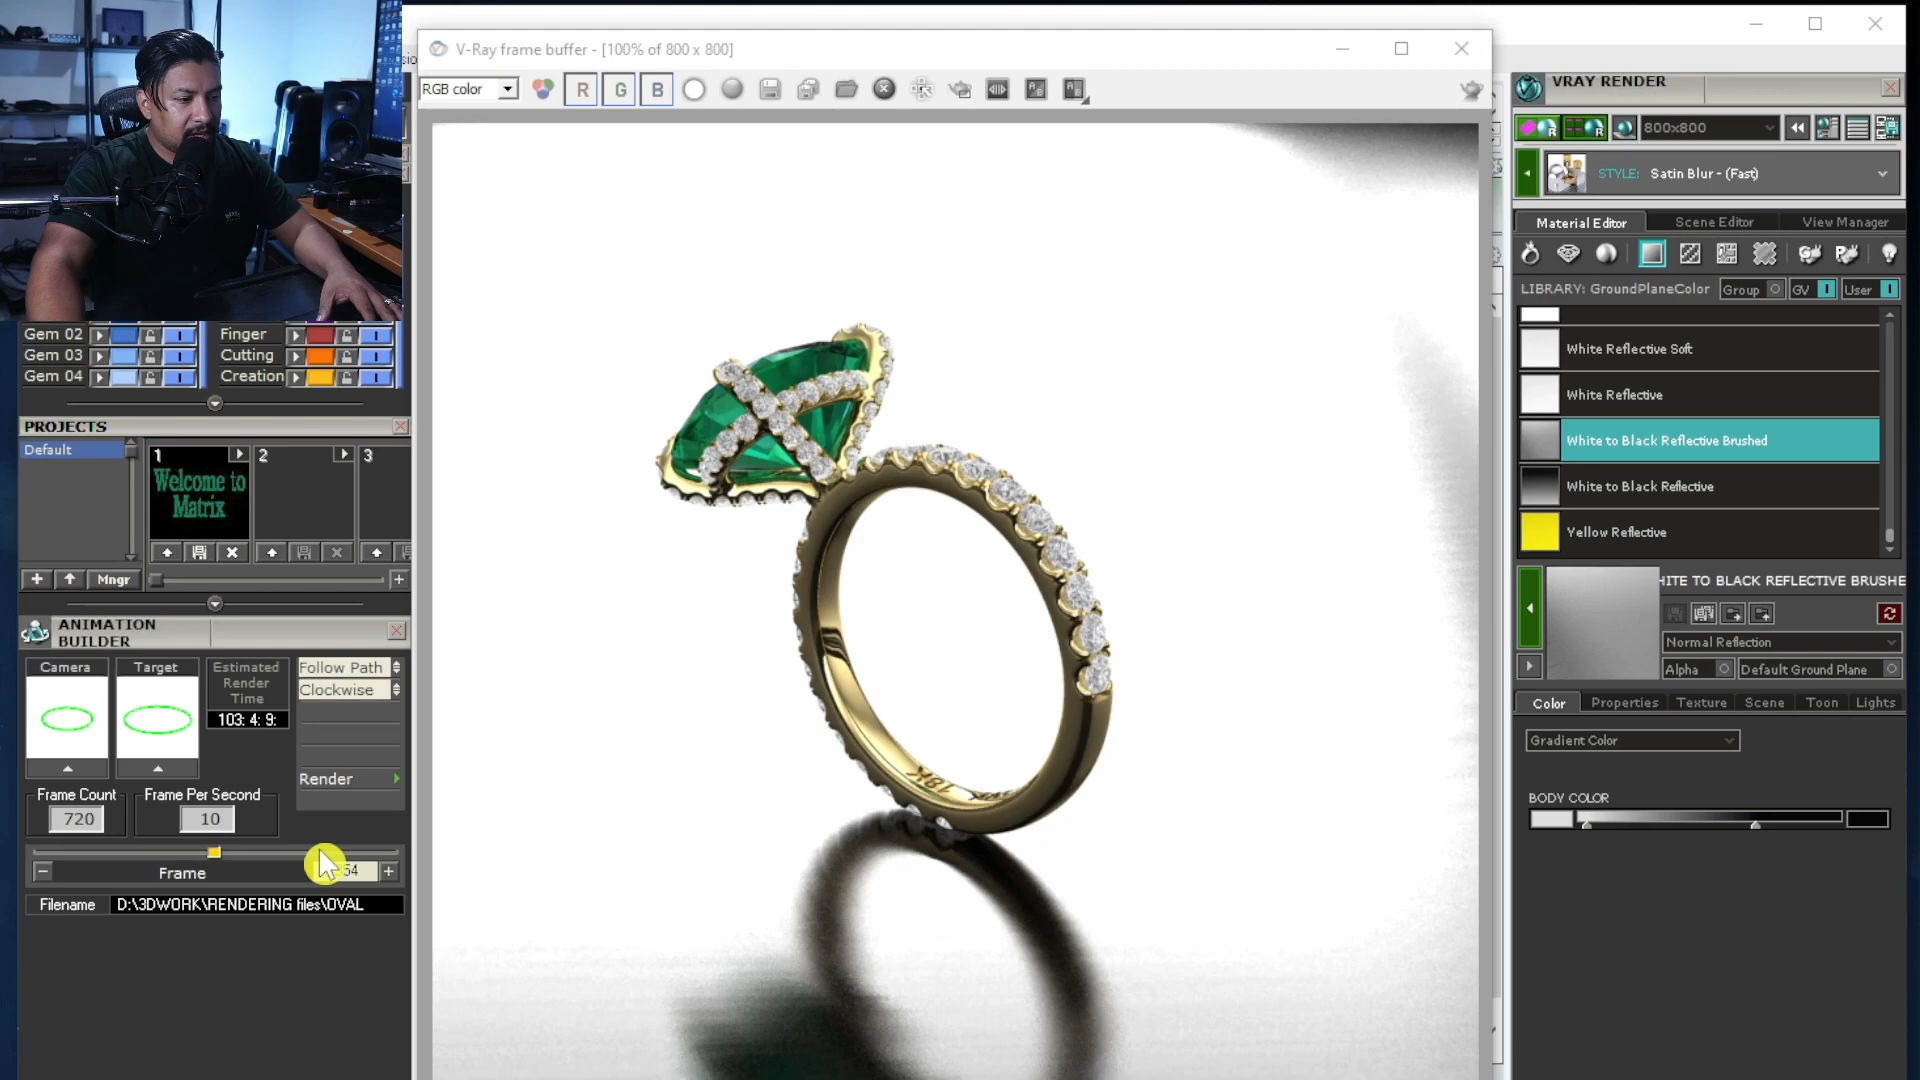 V-Ray frame buffer - [100% of 800 x 800]
RGB color
R
G
B
VRAY RENDER
800x800
STYLE: Satin Blur - (Fast)
Material Editor
Scene Editor
View Manager
LIBRARY: GroundPlaneColor
Group
GV
User
White Reflective Soft
White Reflective
White to Black Reflective Brushed
White to Black Reflective
Yellow Reflective
HITE TO BLACK REFLECTIVE BRUSHE
Normal Reflection
Alpha
Default Ground Plane
Color
Properties
Texture
Scene
Toon
Lights
Gradient Color
BODY COLOR
Gem 02
Finger
Gem 03
Cutting
Gem 04
Creation
PROJECTS
Default
1
2
3
Welcome to
Matrix
Mngr
ANIMATION
BUILDER
Camera
Target
Estimated
Render
Time
103: 4: 9:
Follow Path
Clockwise
Render
Frame Count
720
Frame Per Second
10
Frame
Filename
D:\3DWORK\RENDERING files\OVAL
18K